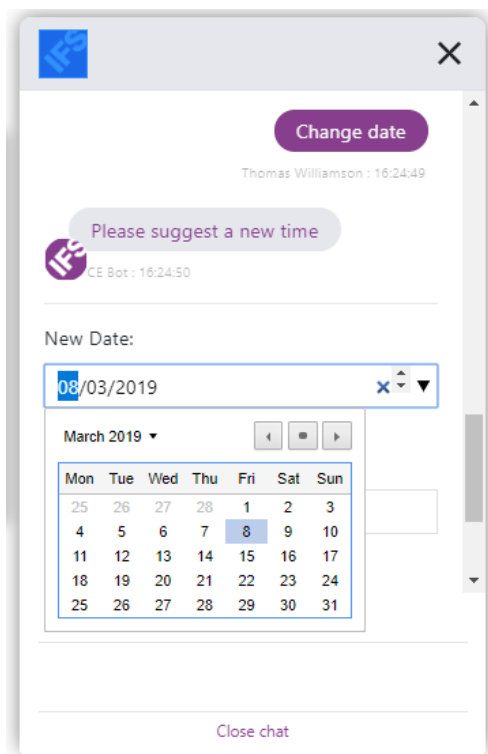 IFS
Change date
Thomas Williamson : 16:24:49
Please suggest a new time
IFS
CE Bot : 16:24:50
New Date:
08/03/2019
March 2019
Mon Tue Wed Thu Fri Sat Sun
25 26 27 28 1 2 3
4 5 6 7 8 9 10
11 12 13 14 15 16 17
18 19 20 21 22 23 24
25 26 27 28 29 30 31
Close chat